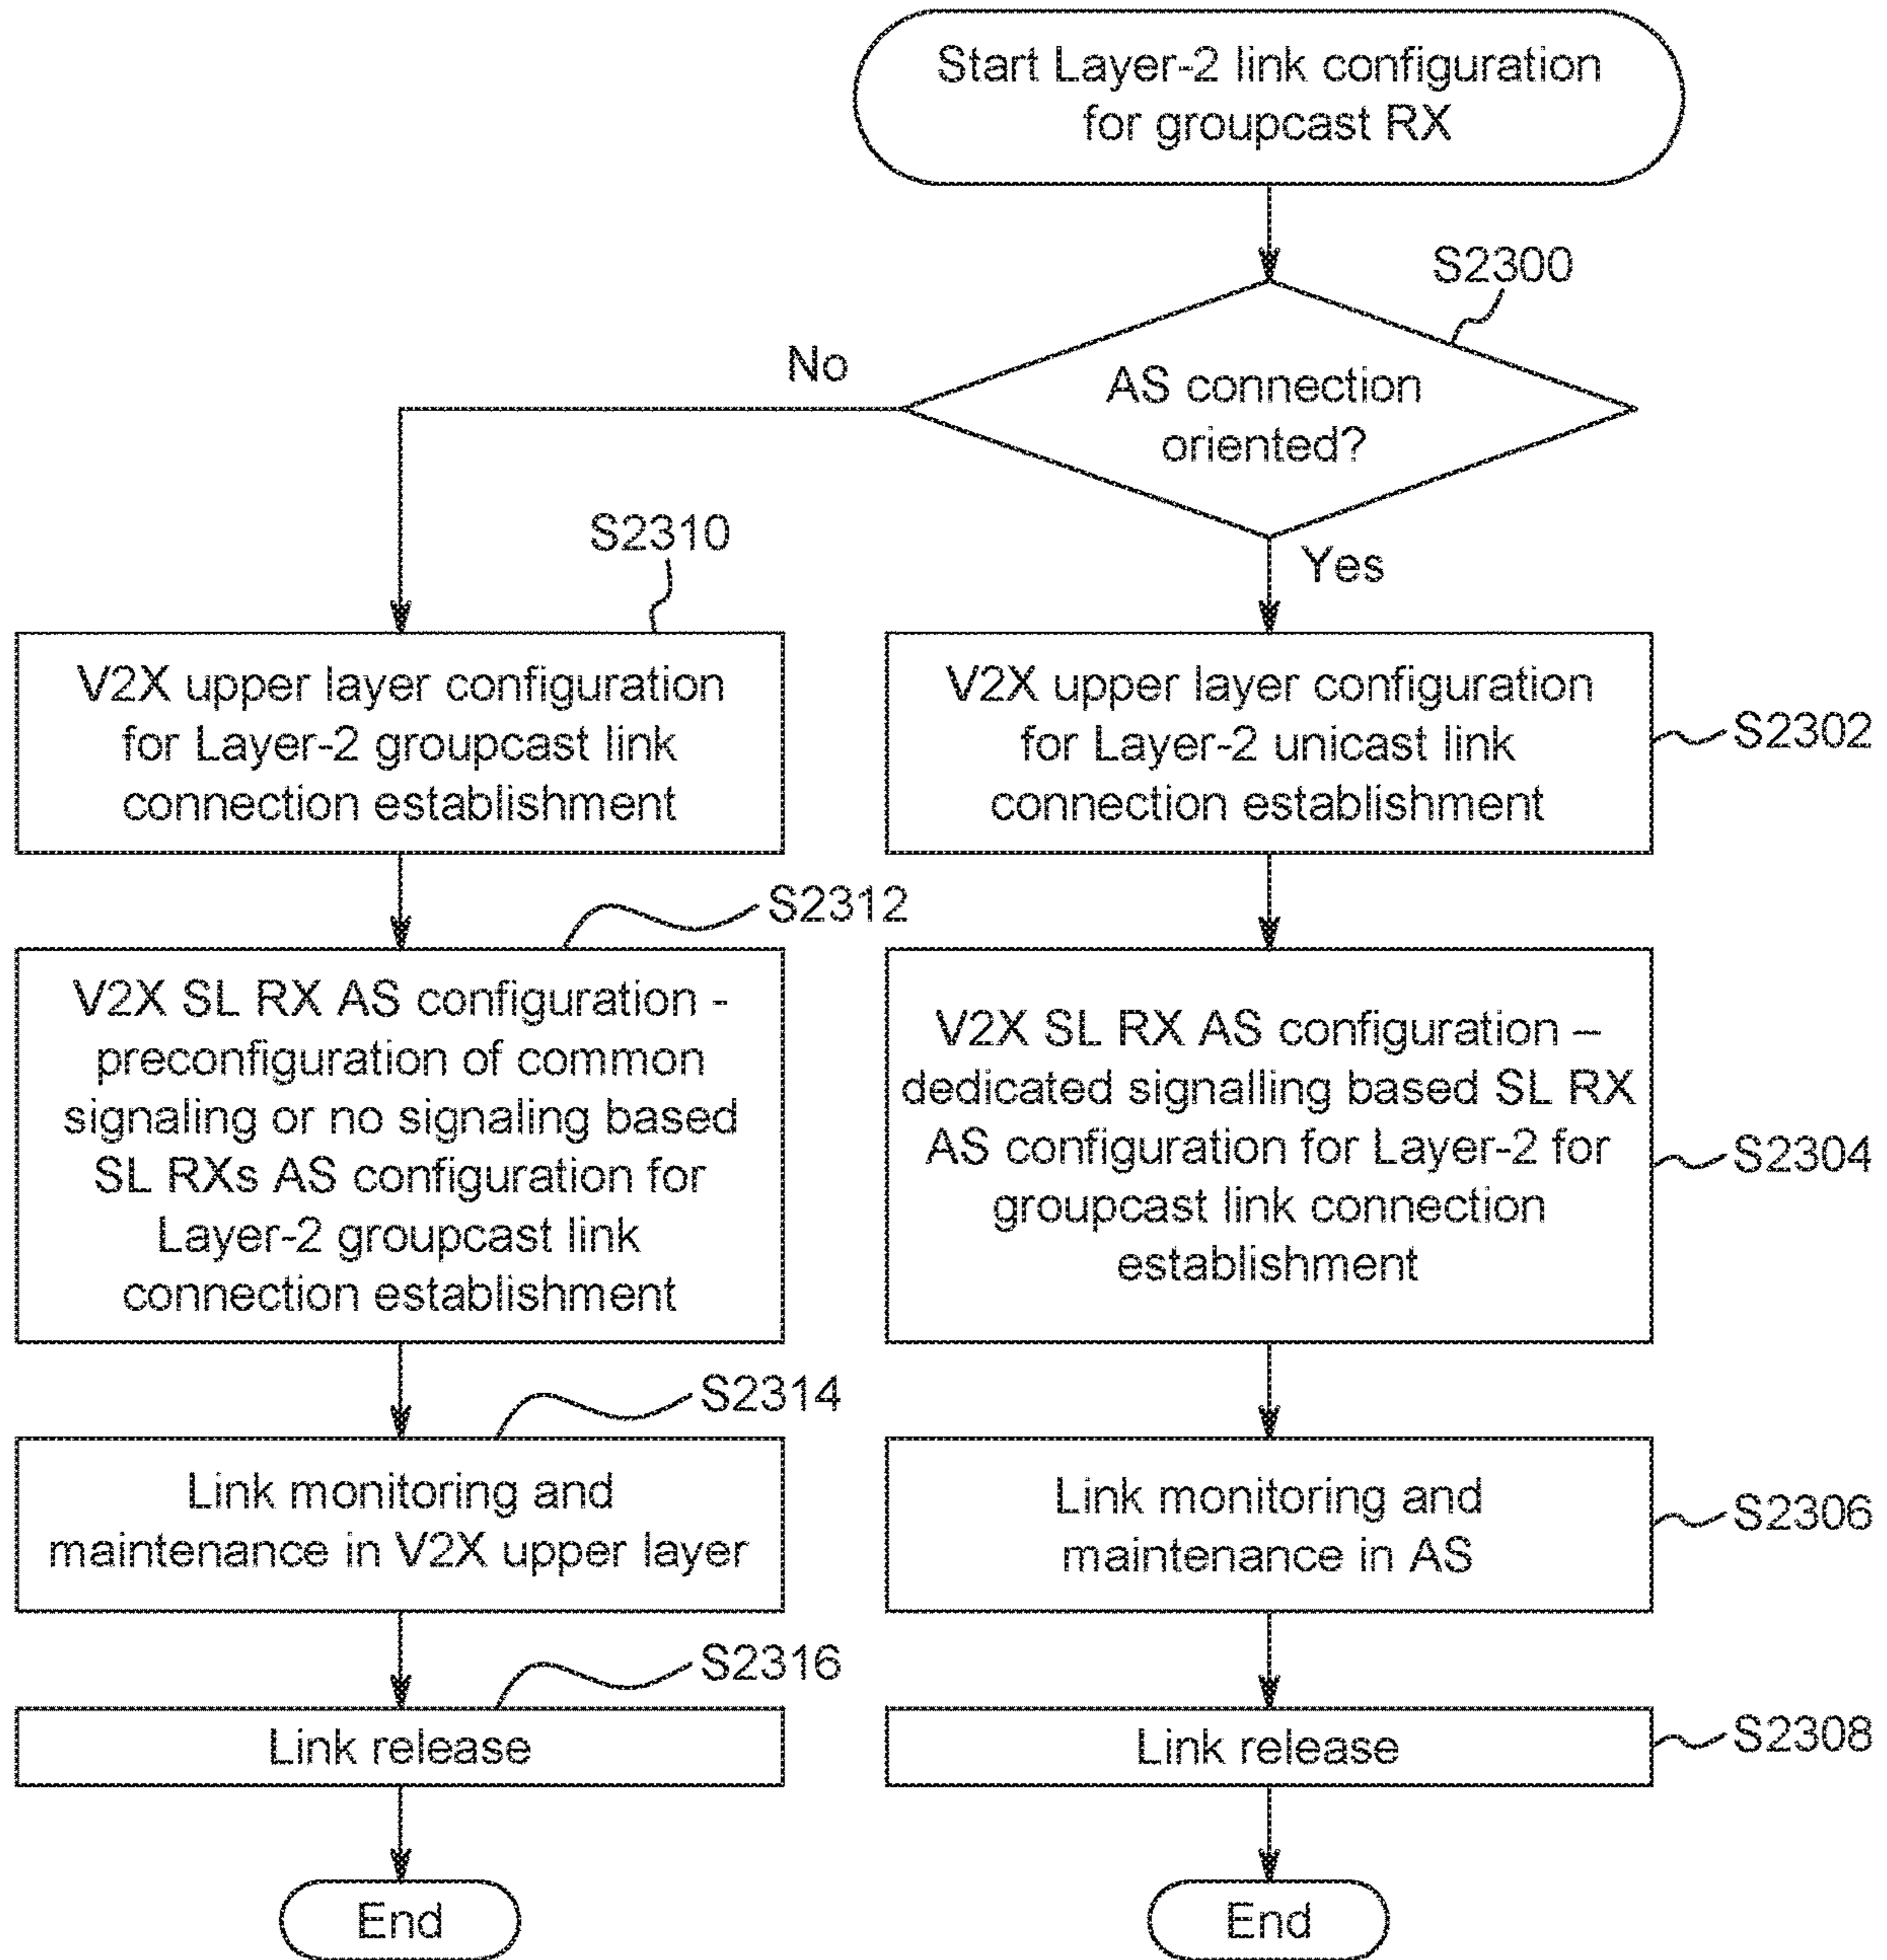 Start Layer-2 link configuration
for groupcast RX
S2300
AS connection
oriented?
No
Yes
S2310
V2X upper layer configuration
for Layer-2 groupcast link
connection establishment
V2X upper layer configuration
for Layer-2 unicast link
connection establishment
S2302
S2312
V2X SL RX AS configuration -
preconfiguration of common
signaling or no signaling based
SL RXs AS configuration for
Layer-2 groupcast link
connection establishment
V2X SL RX AS configuration –
dedicated signalling based SL RX
AS configuration for Layer-2 for
groupcast link connection
establishment
S2304
S2314
Link monitoring and
maintenance in V2X upper layer
Link monitoring and
maintenance in AS
S2306
S2316
Link release
Link release
S2308
End
End